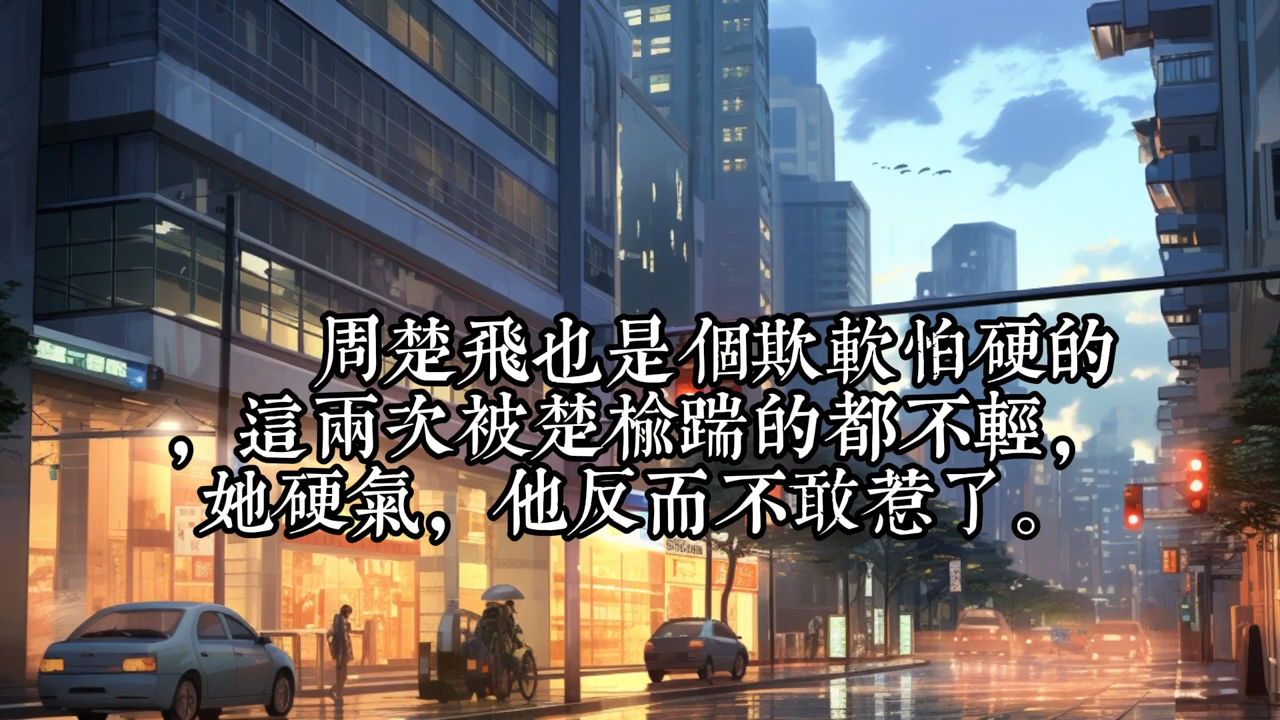 周楚飛也是個欺軟怕硬的
，這兩次被楚榆踹的都不輕，
她硬氣，他反而不敢惹了。